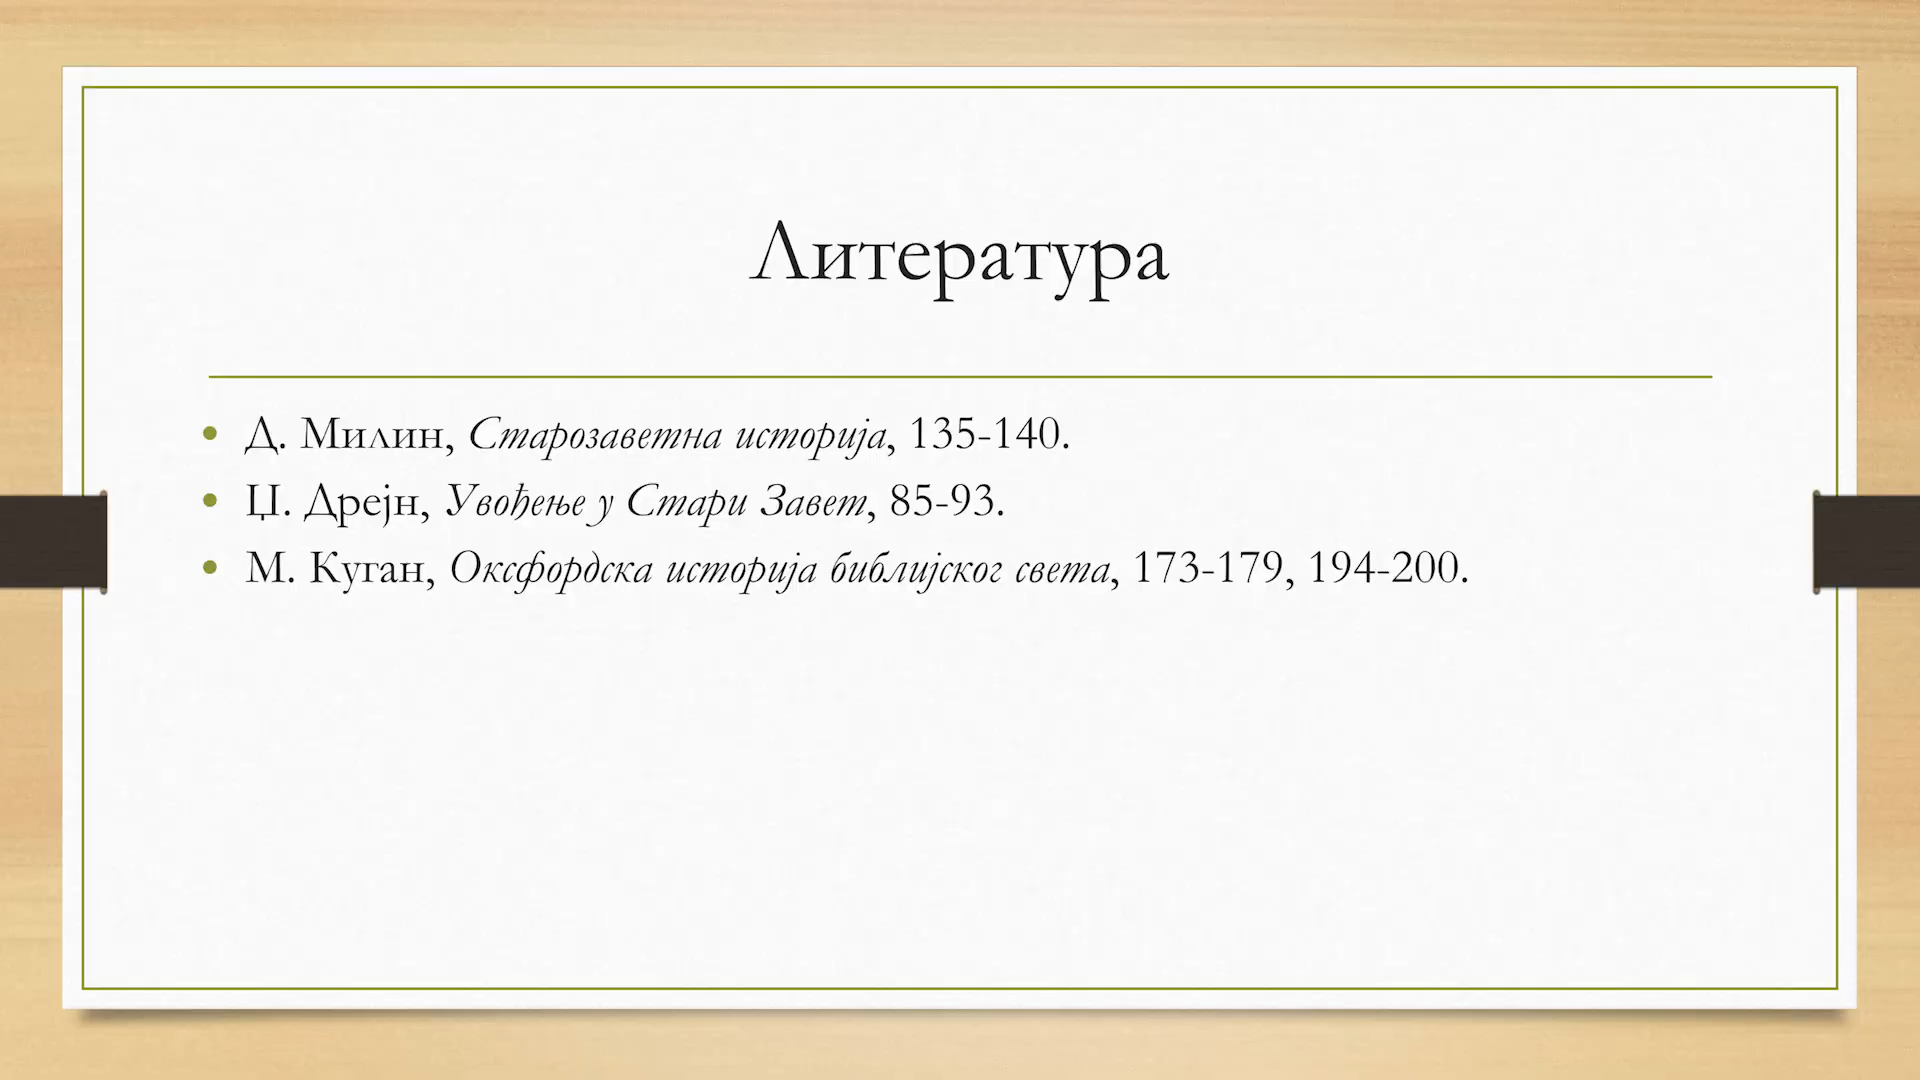 Литература
• Д. Милин, Старозаветна историја, 135-140.
• Џ. Дрејн, Увођење у Стари Завет, 85-93.
• М. Куган, Оксфордска историја библијског света, 173-179, 194-200.